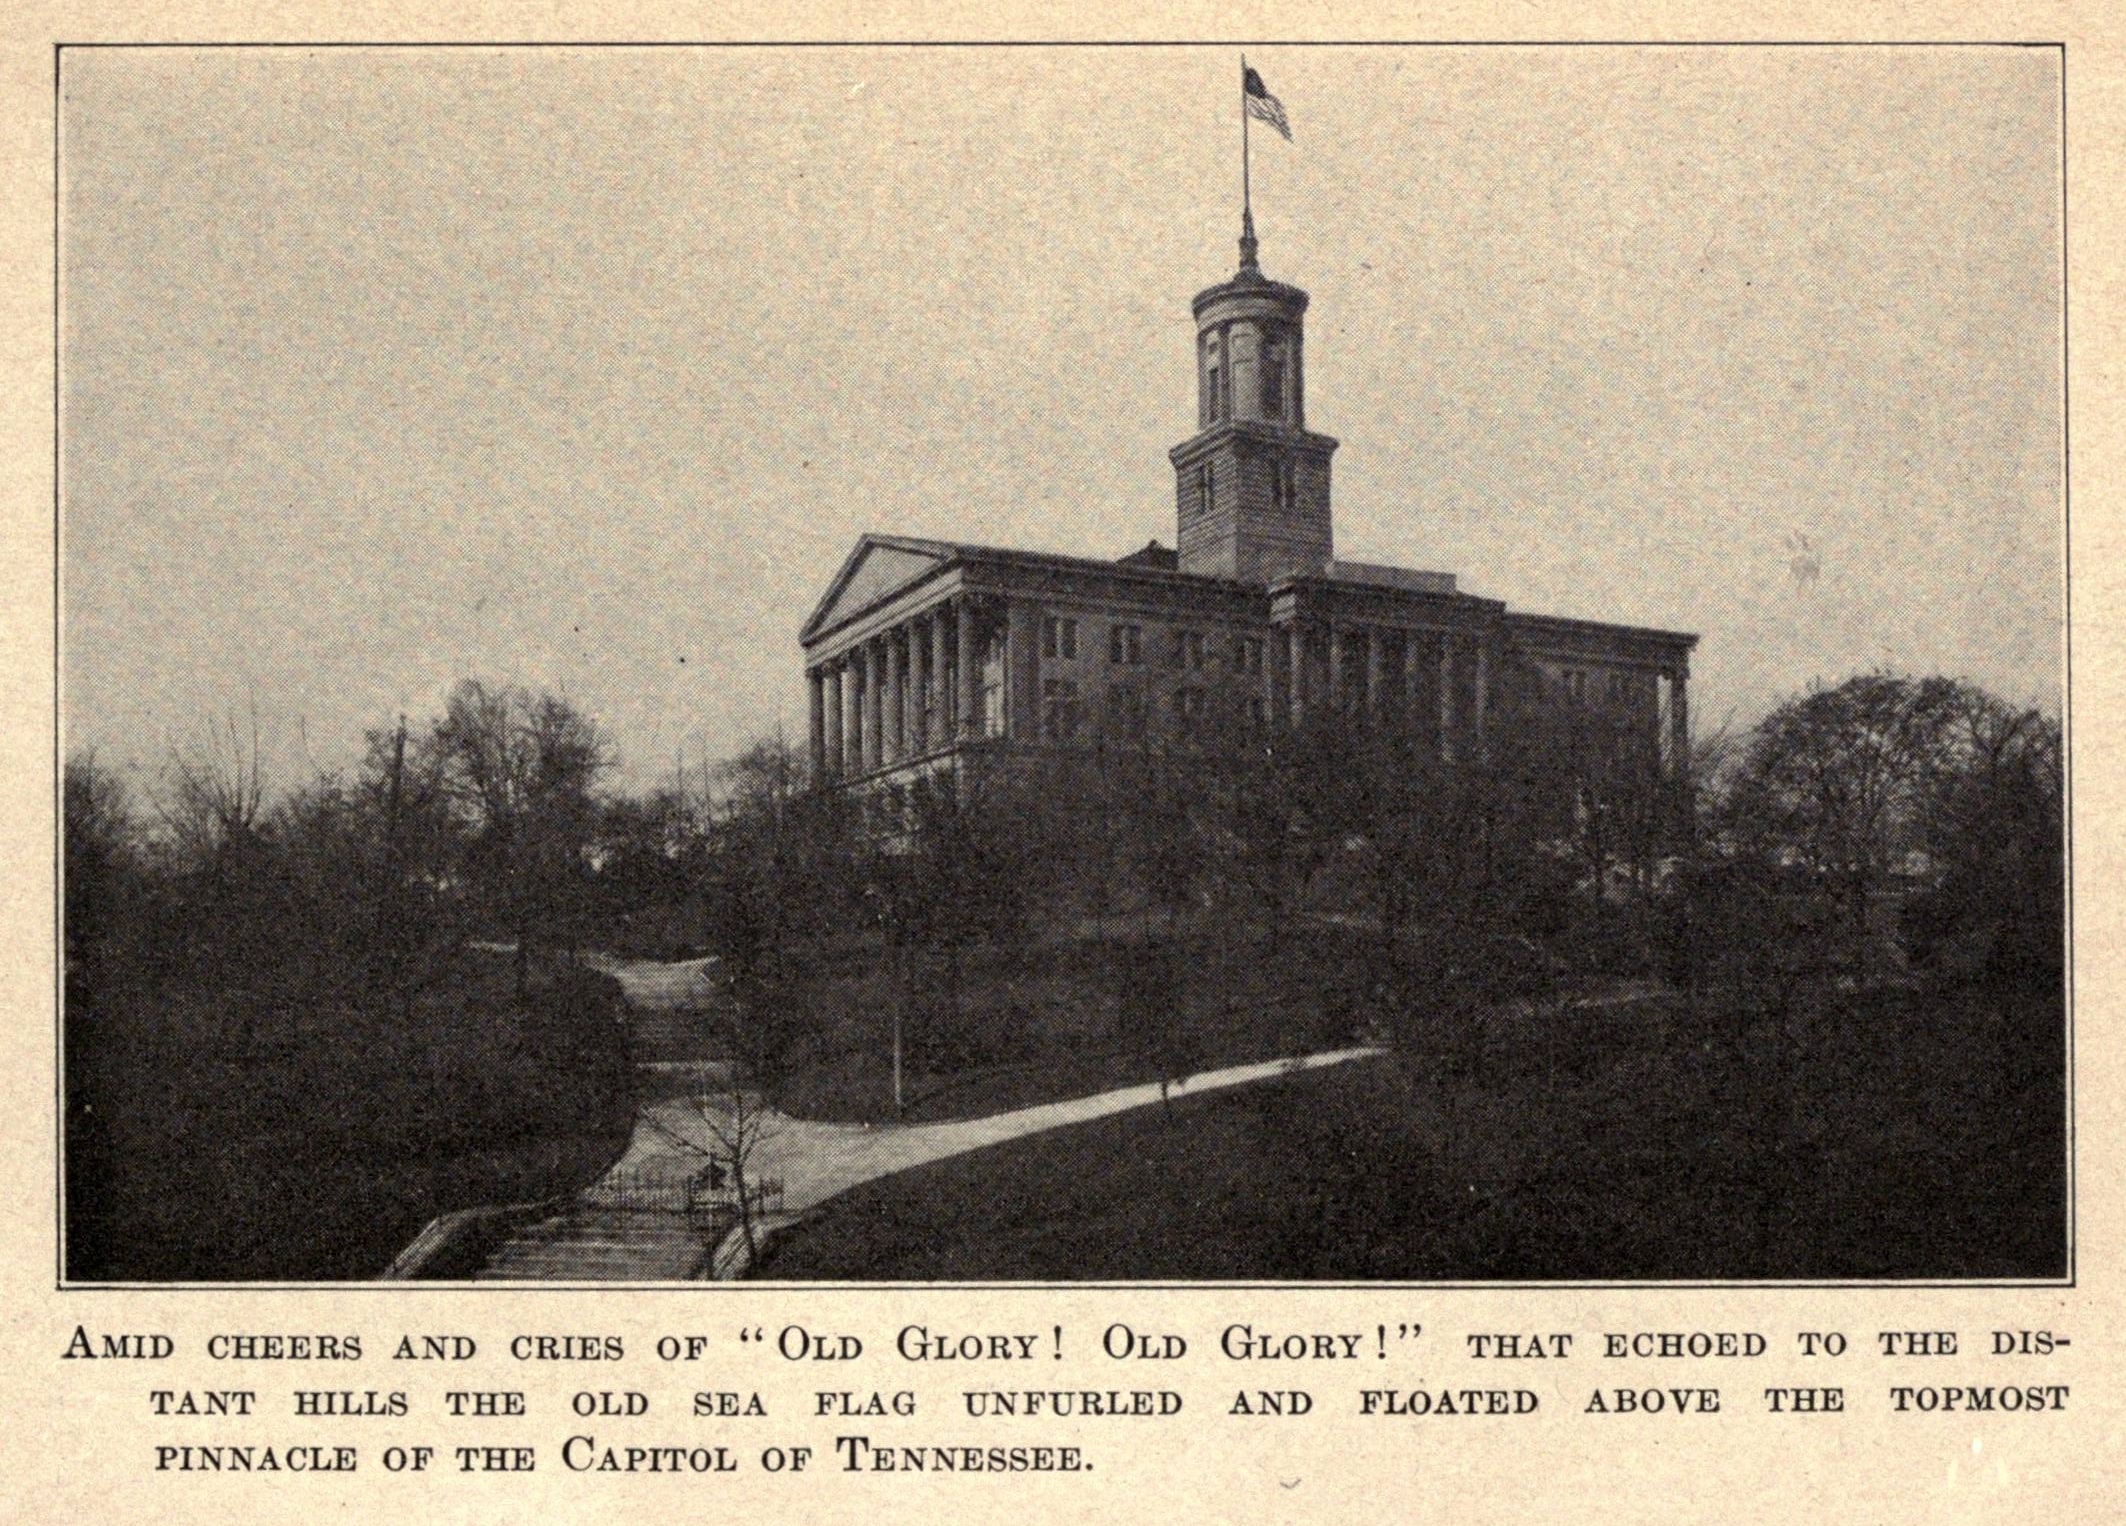 Amid cheers and cries of "Old Glory! Old Glory!" that echoed to the dis-
tant hills the old sea flag unfurled and floated above the topmost
pinnacle of the Capitol of Tennessee.